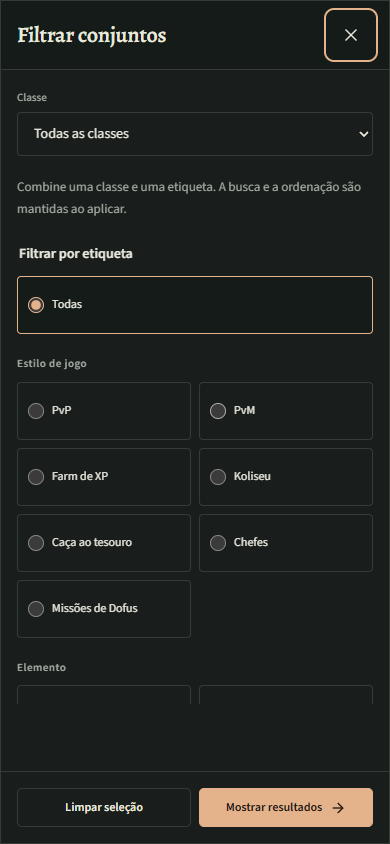 Filtrar conjuntos
Classe
Todas as classes
Combine uma classe e uma etiqueta. A busca e a ordenação são
mantidas ao aplicar.
Filtrar por etiqueta
Todas
Estilo de jogo
PvP
PvM
Farm de XP
Koliseu
Caça ao tesouro
Chefes
Missões de Dofus
Elemento
Limpar seleção
Mostrar resultados